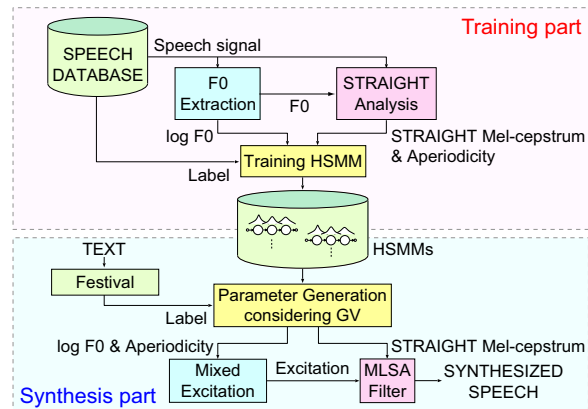 Training part
Speech signal
SPEECH
DATABASE
F0
Extraction
F0
STRAIGHT
Analysis
log F0
STRAIGHT Mel-cepstrum
& Aperiodicity
Label
Training HSMM
HSMMs
TEXT
Festival
Label
Parameter Generation
considering GV
log F0 & Aperiodicity
STRAIGHT Mel-cepstrum
Mixed
Excitation
Excitation
MLSA
Filter
SYNTHESIZED
SPEECH
Synthesis part